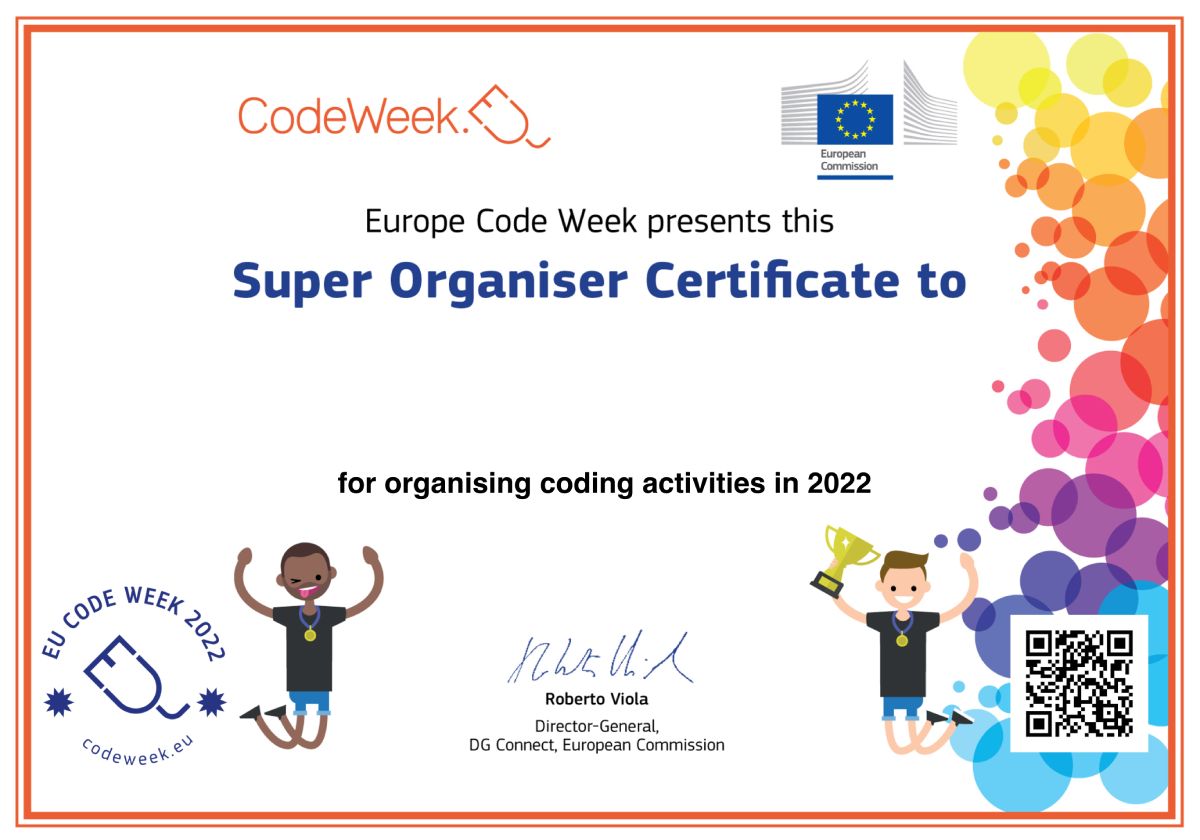 CodeWeek.
European
Commission
Europe Code Week presents this
Super Organiser Certificate to
for organising coding activities in 2022
EU CODE WEEK 2022
codeweek.eu
Roberto Viola
Director-General,
DG Connect, European Commission